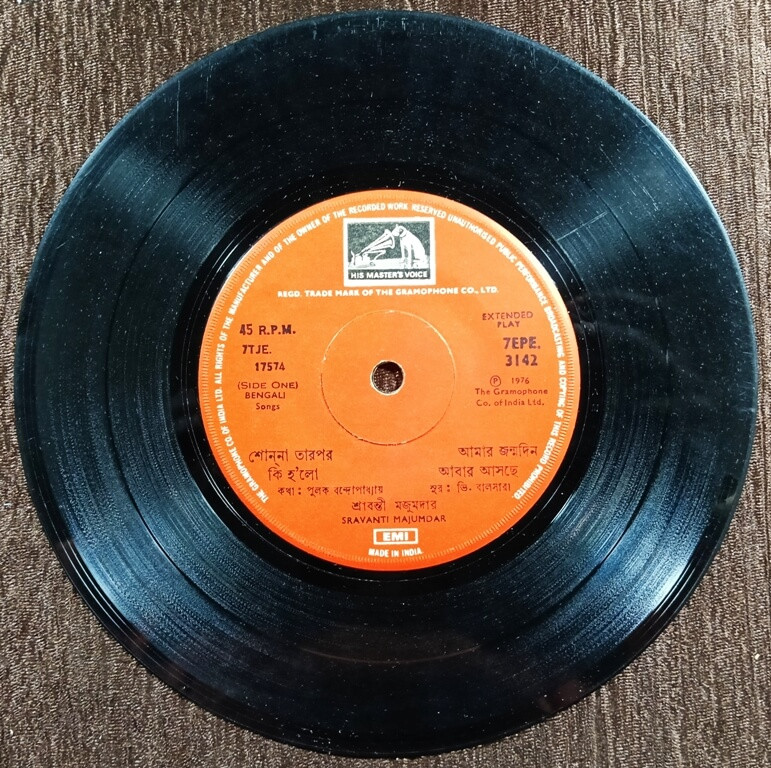 THE GRAMOPHONE CO. OF INDIA LTD. ALL RIGHTS OF THE MANUFACTURER AND OF THE OWNER OF THE RECORDED WORK RESERVED UNAUTHORISED PUBLIC PERFORMANCE BROADCASTING AND COPYING OF THIS RECORD PROHIBITED
HIS MASTER'S VOICE
REGD. TRADE MARK OF THE GRAMOPHONE CO., LTD.
45 R.P.M.
7TJE.
17574
(SIDE ONE)
BENGALI
Songs
EXTENDED
PLAY
7EPE.
3142
Ⓟ 1976
The Gramophone
Co. of India Ltd.
শোননা তারপর
কি হ'লো
আমার জন্মদিন
আবার আসছে
কথা : পুলক বন্দোপাধ্যায়
সুর : ভি. বালসারা
শ্রাবন্তী মজুমদার
SRAVANTI MAJUMDAR
EMI
MADE IN INDIA